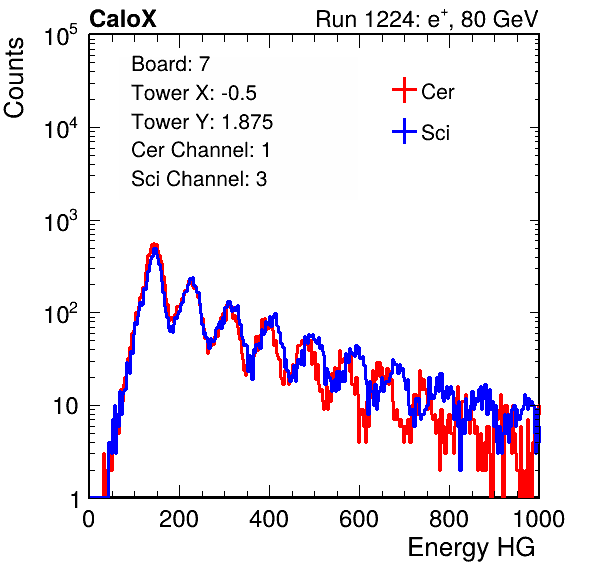 CaloX Run 1224: e⁺, 80 GeV
Counts
10⁵
10⁴
10³
10²
10
1
Board: 7
Tower X: -0.5
Tower Y: 1.875
Cer Channel: 1
Sci Channel: 3
Cer
Sci
0 200 400 600 800 1000
Energy HG